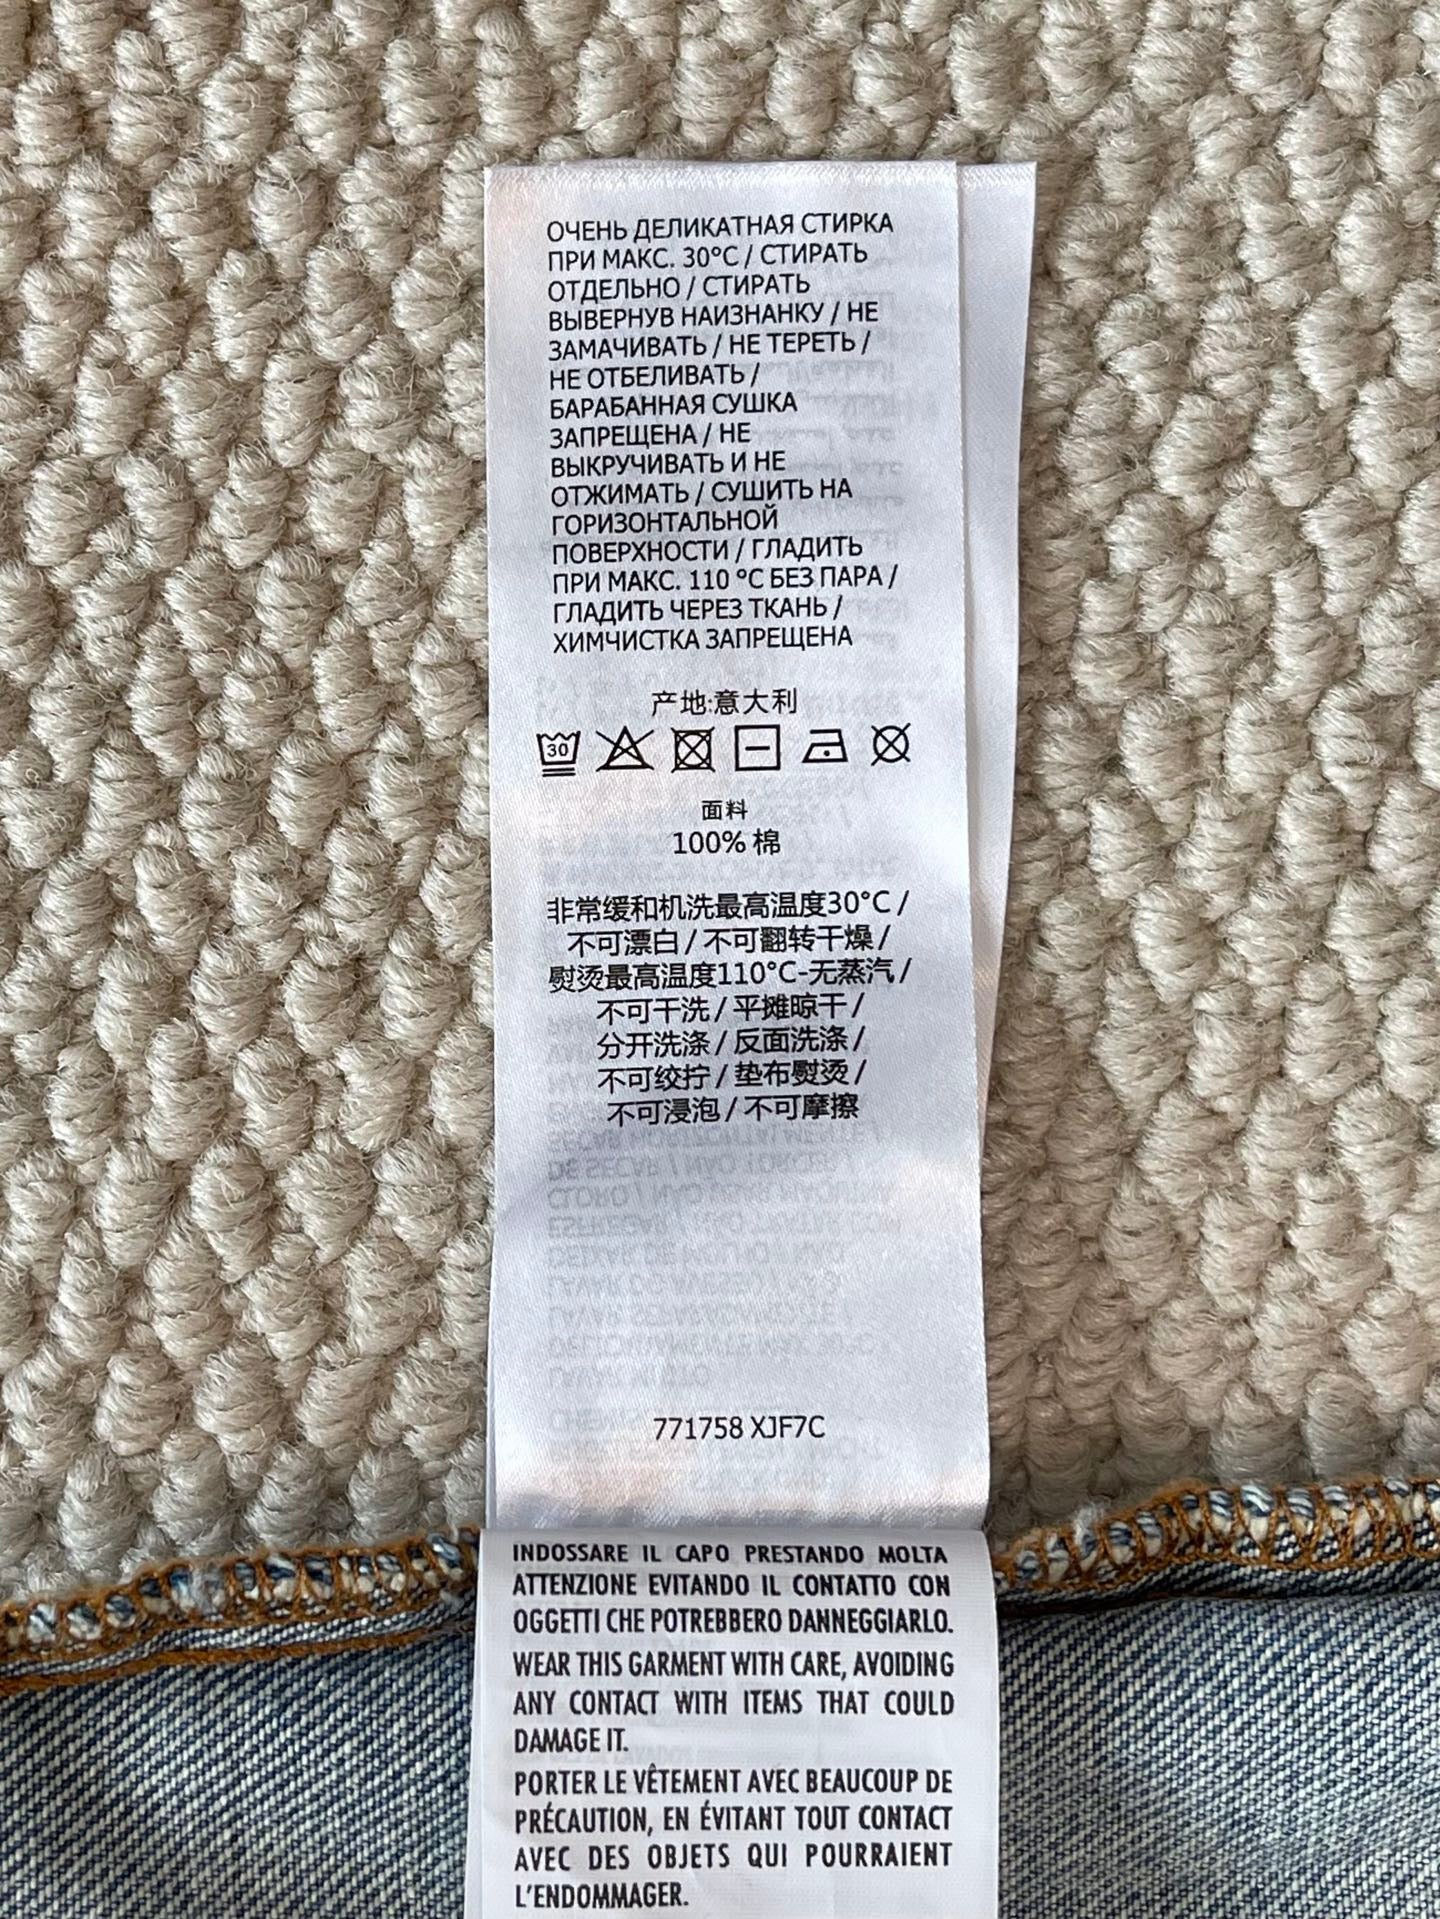 ОЧЕНЬ ДЕЛИКАТНАЯ СТИРКА
ПРИ МАКС. 30°C / СТИРАТЬ
ОТДЕЛЬНО / СТИРАТЬ
ВЫВЕРНУВ НАИЗНАНКУ / НЕ
ЗАМАЧИВАТЬ / НЕ ТЕРЕТЬ /
НЕ ОТБЕЛИВАТЬ /
БАРАБАННАЯ СУШКА
ЗАПРЕЩЕНА / НЕ
ВЫКРУЧИВАТЬ И НЕ
ОТЖИМАТЬ / СУШИТЬ НА
ГОРИЗОНТАЛЬНОЙ
ПОВЕРХНОСТИ / ГЛАДИТЬ
ПРИ МАКС. 110 °C БЕЗ ПАРА /
ГЛАДИТЬ ЧЕРЕЗ ТКАНЬ /
ХИМЧИСТКА ЗАПРЕЩЕНА
产地:意大利
30
面料
100% 棉
非常缓和机洗最高温度30°C /
不可漂白 / 不可翻转干燥 /
熨烫最高温度110°C-无蒸汽 /
不可干洗 / 平摊晾干 /
分开洗涤 / 反面洗涤 /
不可绞拧 / 垫布熨烫 /
不可浸泡 / 不可摩擦
771758 XJF7C
INDOSSARE IL CAPO PRESTANDO MOLTA
ATTENZIONE EVITANDO IL CONTATTO CON
OGGETTI CHE POTREBBERO DANNEGGIARLO.
WEAR THIS GARMENT WITH CARE, AVOIDING
ANY CONTACT WITH ITEMS THAT COULD
DAMAGE IT.
PORTER LE VÊTEMENT AVEC BEAUCOUP DE
PRÉCAUTION, EN ÉVITANT TOUT CONTACT
AVEC DES OBJETS QUI POURRAIENT
L'ENDOMMAGER.